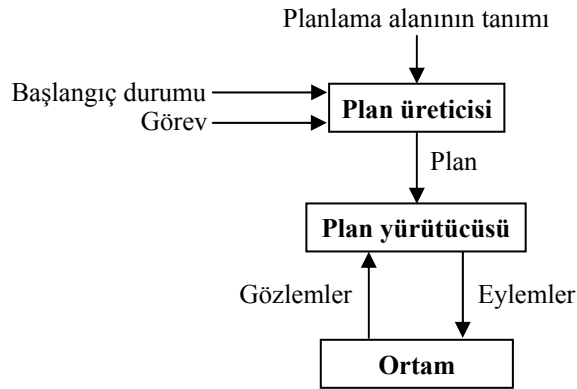 Planlama alanının tanımı
Başlangıç durumu
Görev
Plan üreticisi
Plan
Plan yürütücüsü
Gözlemler
Eylemler
Ortam